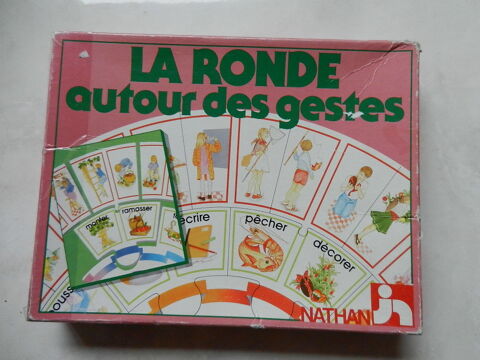 LA RONDE
autour des gestes
monter
ramasser
écrire
pêcher
décorer
NATHAN